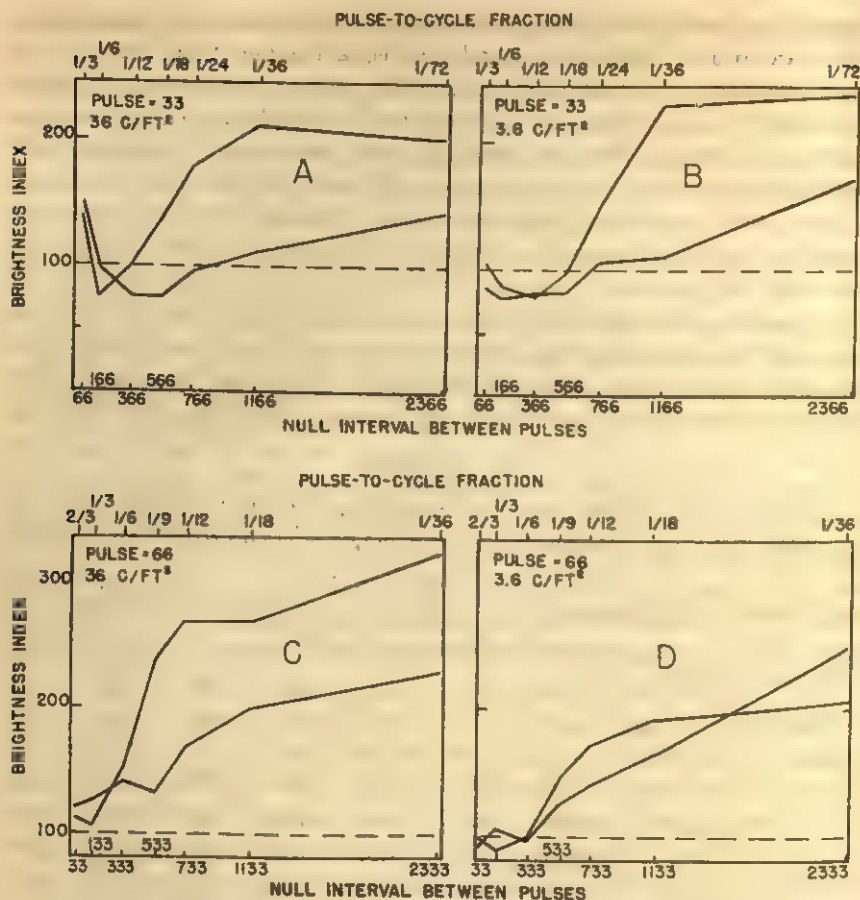 PULSE-TO-CYCLE FRACTION
1/3 1/6 1/12 1/18 1/24 1/36 1/72
1/3 1/6 1/12 1/18 1/24 1/36 1/72
PULSE = 33
36 C/FT²
A
PULSE = 33
3.6 C/FT²
B
BRIGHTNESS INDEX
200
100
66 166 366 566 766 1166 2366
66 166 366 566 766 1166 2366
NULL INTERVAL BETWEEN PULSES
PULSE-TO-CYCLE FRACTION
2/3 1/3 1/6 1/9 1/12 1/18 1/36
2/3 1/3 1/6 1/9 1/12 1/18 1/36
PULSE = 66
36 C/FT²
C
PULSE = 66
3.6 C/FT²
D
BRIGHTNESS INDEX
300
200
100
33 133 333 533 733 1133 2333
33 333 533 733 1133 2333
NULL INTERVAL BETWEEN PULSES